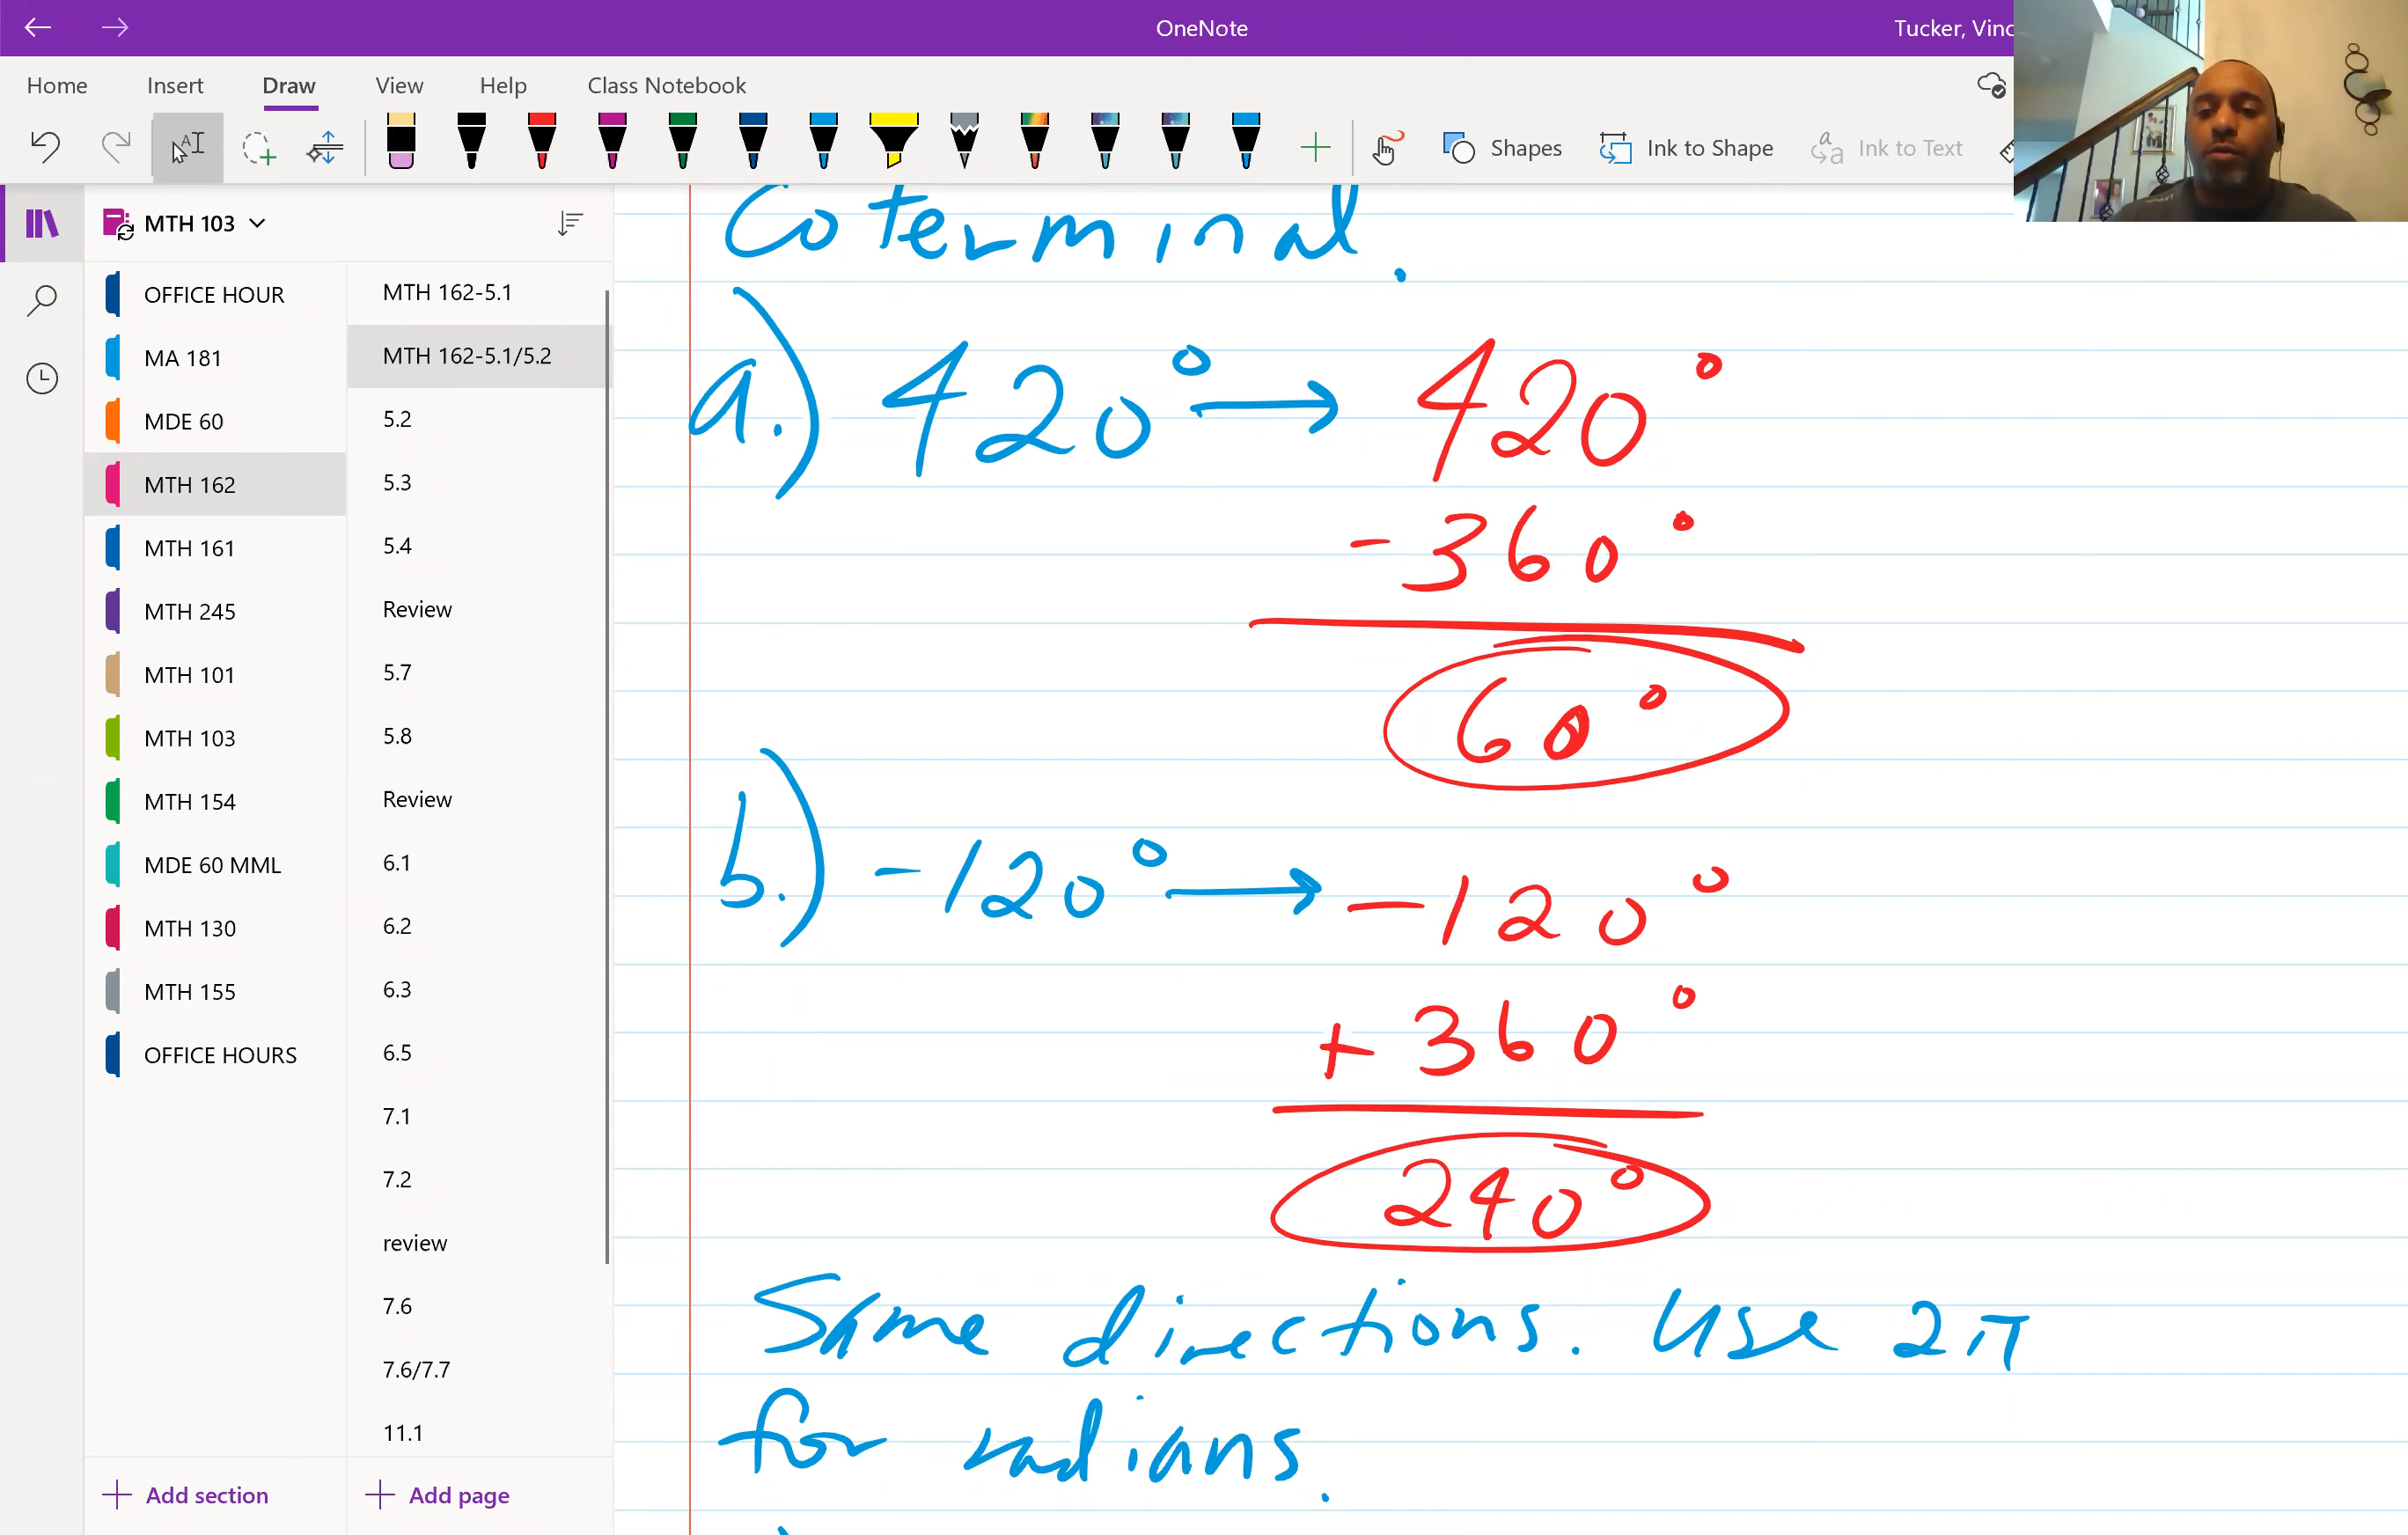 OneNote
Tucker, Vinc
Home Insert Draw View Help Class Notebook
Shapes Ink to Shape Ink to Text
MTH 103
OFFICE HOUR
MA 181
MDE 60
MTH 162
MTH 161
MTH 245
MTH 101
MTH 103
MTH 154
MDE 60 MML
MTH 130
MTH 155
OFFICE HOURS
Add section
MTH 162-5.1
MTH 162-5.1/5.2
5.2
5.3
5.4
Review
5.7
5.8
Review
6.1
6.2
6.3
6.5
7.1
7.2
review
7.6
7.6/7.7
11.1
Add page
Coterminal.
a.) 420° → 420°
-360°
60°
b.) -120° → -120°
+360°
240°
Same directions. Use 2π
for radians.